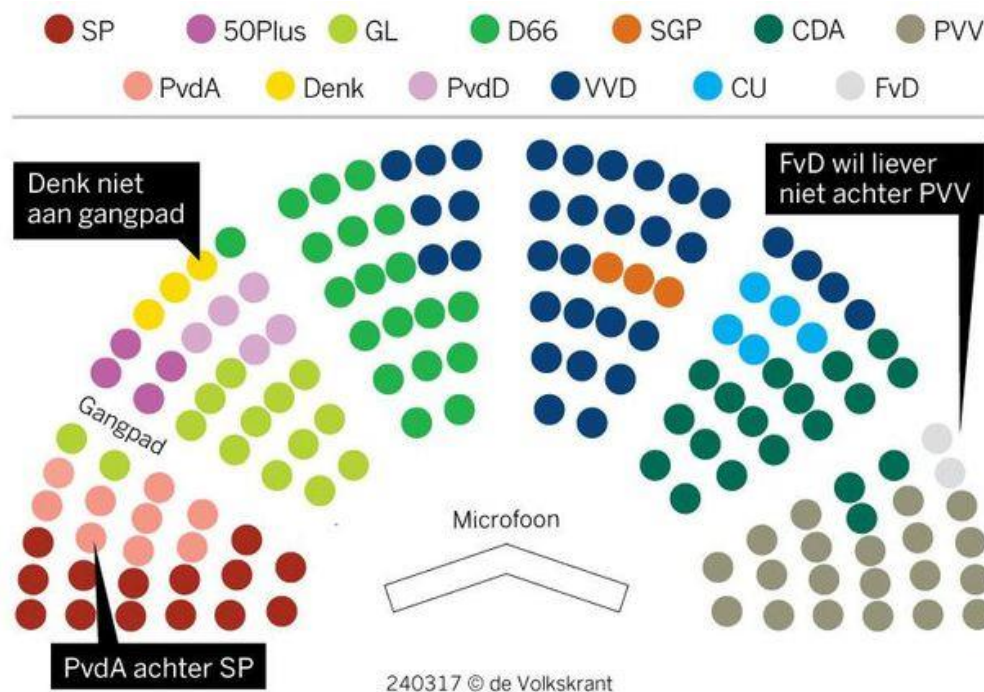 SP 50Plus GL D66 SGP CDA PVV
PvdA Denk PvdD VVD CU FvD
Denk niet
aan gangpad
FvD wil liever
niet achter PVV
Gangpad
Microfoon
PvdA achter SP
240317 © de Volkskrant